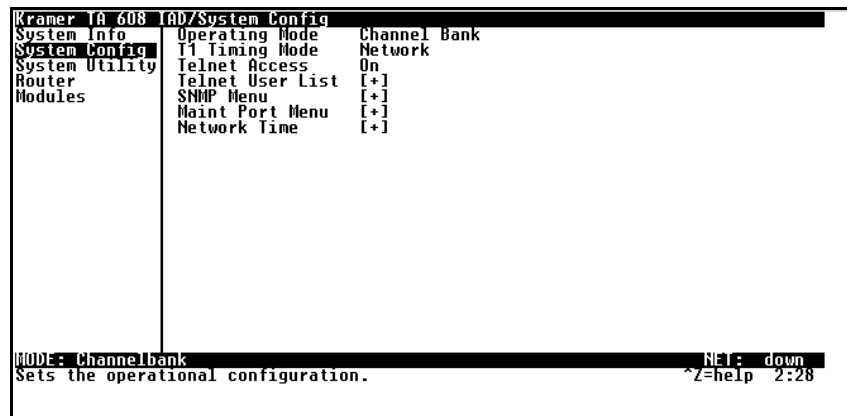 Kramer TA 608 IAD/System Config
System Info Operating Mode Channel Bank
System Config T1 Timing Mode Network
System Utility Telnet Access On
Router Telnet User List [+]
Modules SNMP Menu [+]
Maint Port Menu [+]
Network Time [+]
MODE: Channelbank NET: down
Sets the operational configuration. ^Z=help 2:28